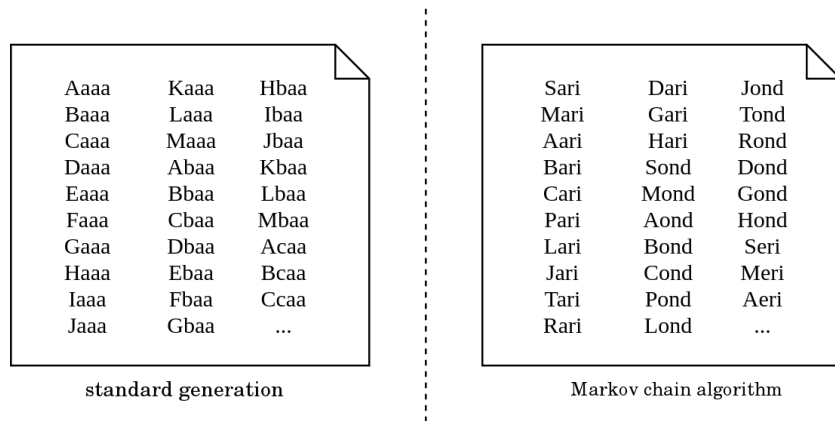 Aaaa
Baaa
Caaa
Daaa
Eaaa
Faaa
Gaaa
Haaa
Iaaa
Jaaa
Kaaa
Laaa
Maaa
Abaa
Bbaa
Cbaa
Dbaa
Ebaa
Fbaa
Gbaa
Hbaa
Ibaa
Jbaa
Kbaa
Lbaa
Mbaa
Acaa
Bcaa
Ccaa
...
standard generation
Sari
Mari
Aari
Bari
Cari
Pari
Lari
Jari
Tari
Rari
Dari
Gari
Hari
Sond
Mond
Aond
Bond
Cond
Pond
Lond
Jond
Tond
Rond
Dond
Gond
Hond
Seri
Meri
Aeri
...
Markov chain algorithm